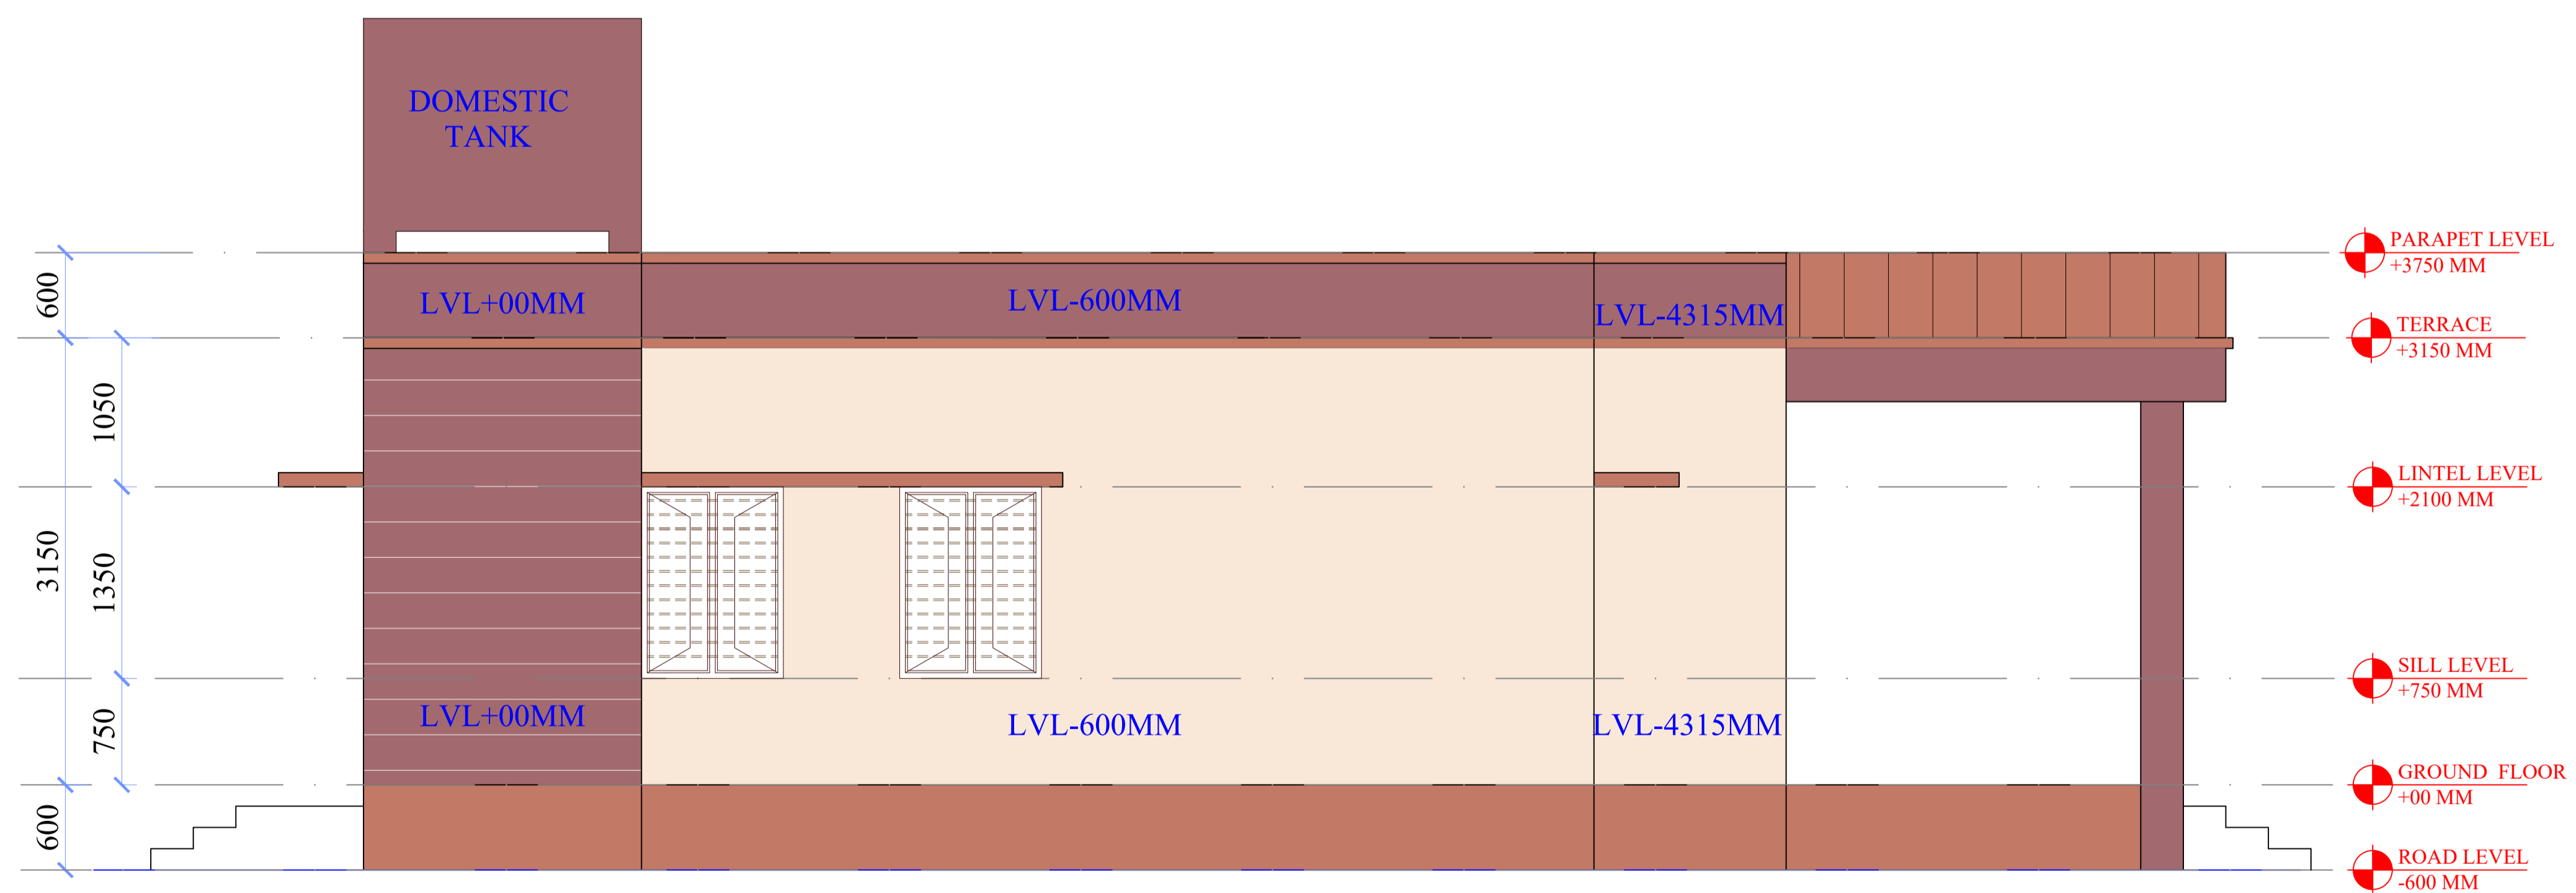 DOMESTIC
TANK
PARAPET LEVEL
+3750 MM
600
LVL+00MM
LVL-600MM
LVL-4315MM
TERRACE
+3150 MM
1050
LINTEL LEVEL
+2100 MM
3150
1350
SILL LEVEL
+750 MM
750
LVL+00MM
LVL-600MM
LVL-4315MM
GROUND FLOOR
+00 MM
600
ROAD LEVEL
-600 MM